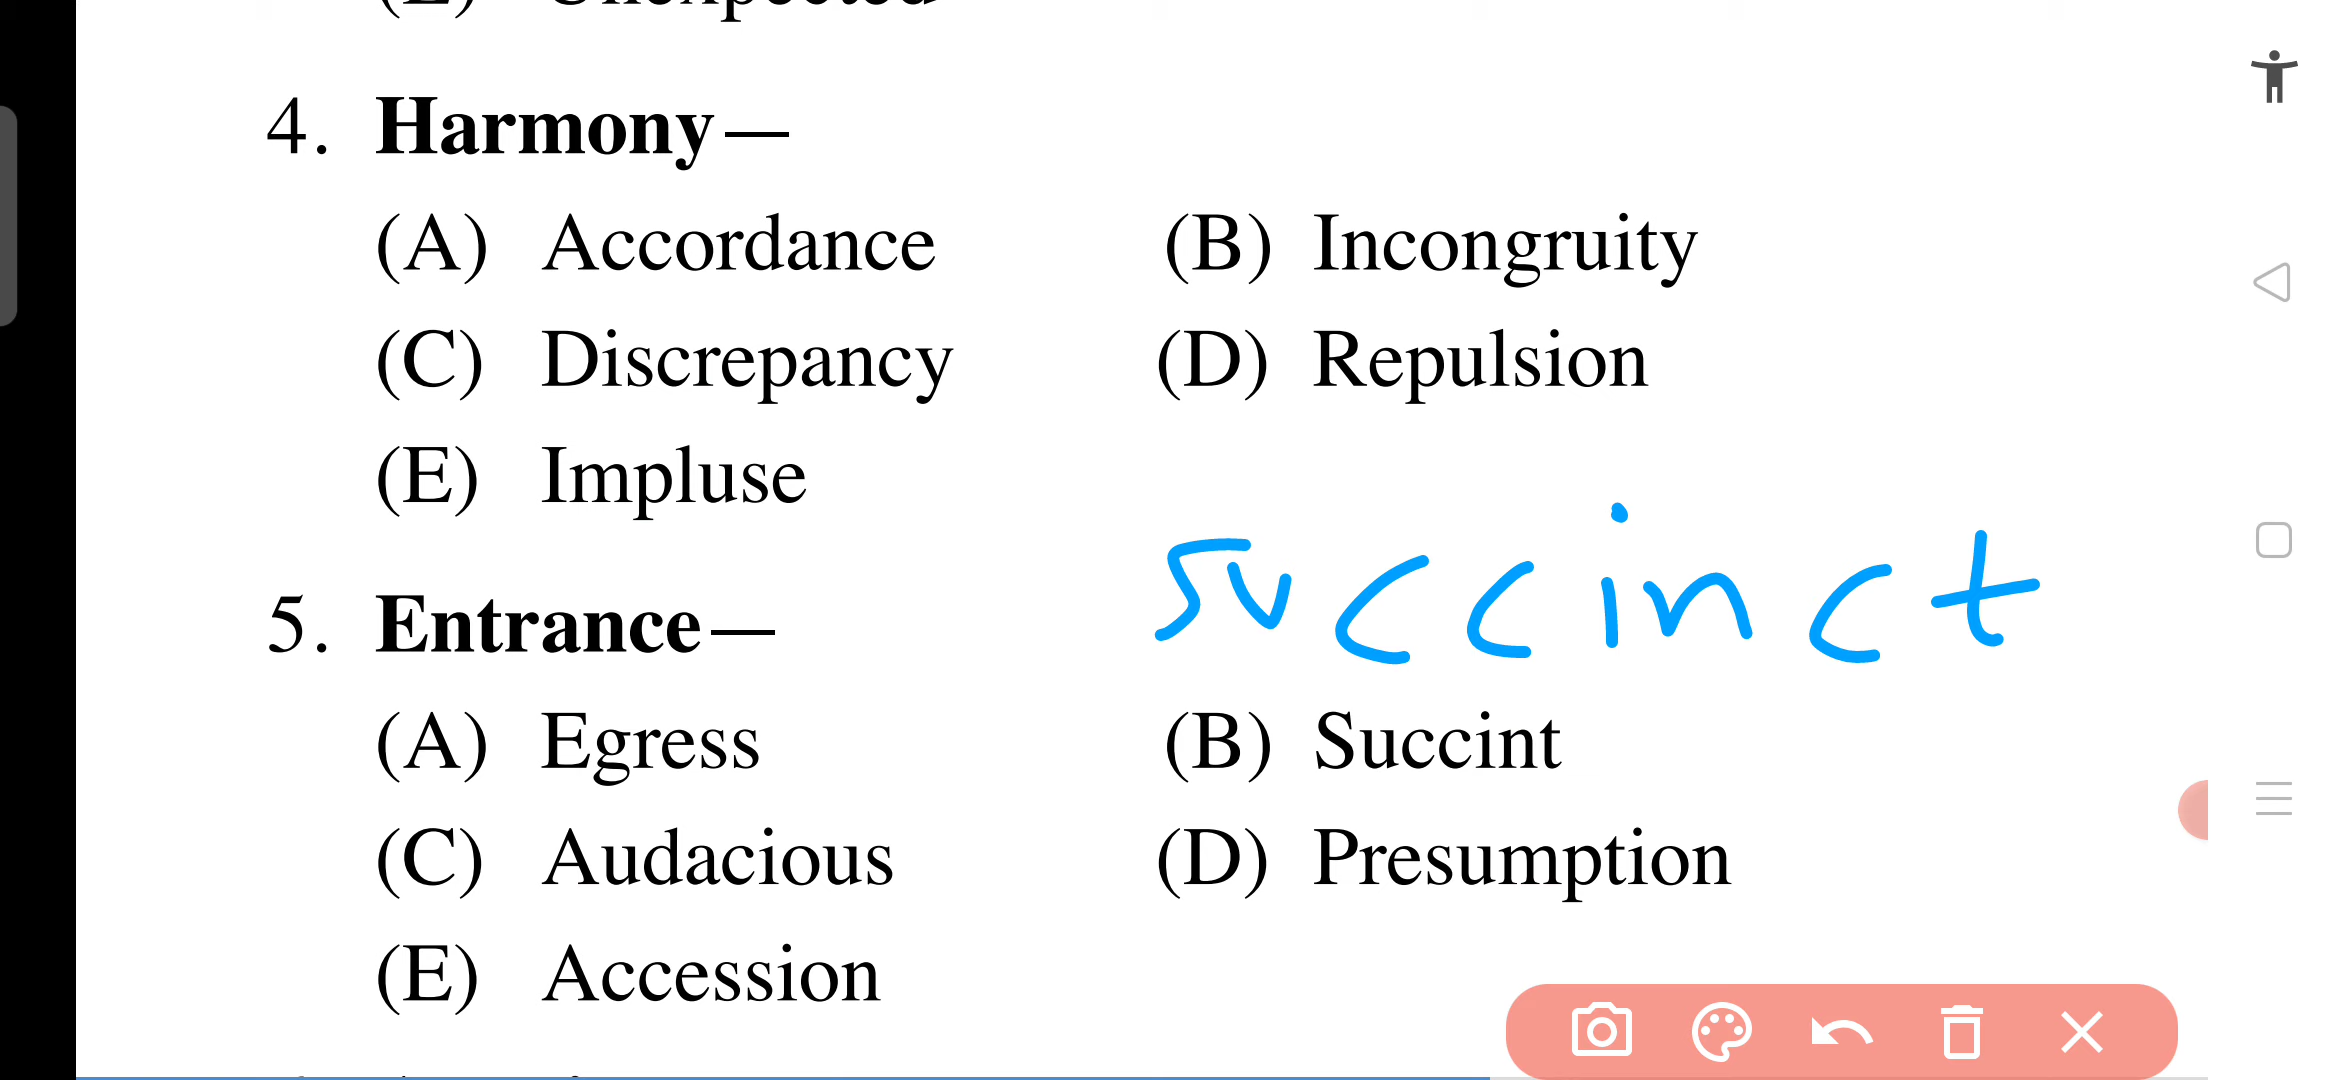 4. Harmony—
(A) Accordance (B) Incongruity
(C) Discrepancy (D) Repulsion
(E) Impluse
succinct
5. Entrance—
(A) Egress (B) Succint
(C) Audacious (D) Presumption
(E) Accession